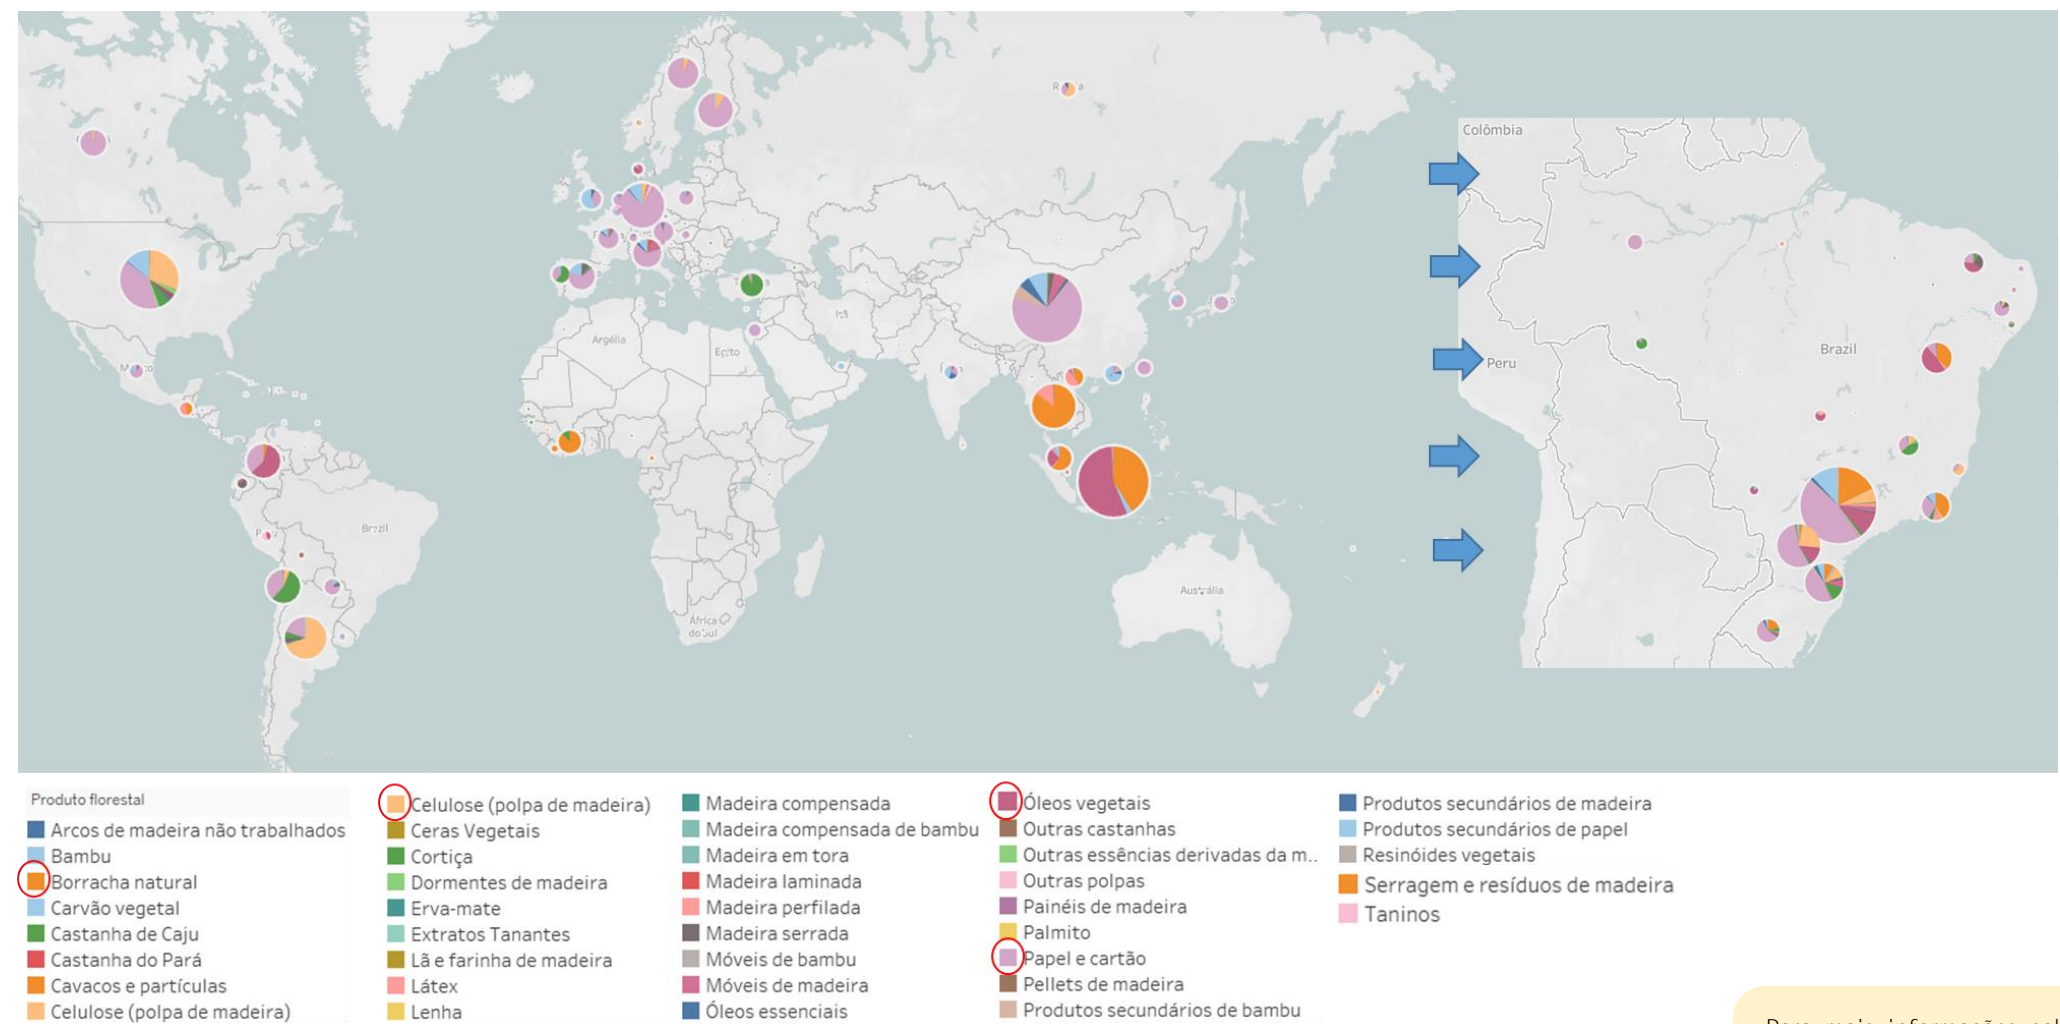 Colômbia
Argélia
Egito
Peru
Brazil
Brazil
Austrália
África
do Sul
Produto florestal
Arcos de madeira não trabalhados
Bambu
Borracha natural
Carvão vegetal
Castanha de Caju
Castanha do Pará
Cavacos e partículas
Celulose (polpa de madeira)
Celulose (polpa de madeira)
Ceras Vegetais
Cortiça
Dormentes de madeira
Erva-mate
Extratos Tanantes
Lã e farinha de madeira
Látex
Lenha
Madeira compensada
Madeira compensada de bambu
Madeira em tora
Madeira laminada
Madeira perfilada
Madeira serrada
Móveis de bambu
Móveis de madeira
Óleos essenciais
Óleos vegetais
Outras castanhas
Outras essências derivadas da m..
Outras polpas
Painéis de madeira
Palmito
Papel e cartão
Pellets de madeira
Produtos secundários de bambu
Produtos secundários de madeira
Produtos secundários de papel
Resinóides vegetais
Serragem e resíduos de madeira
Taninos